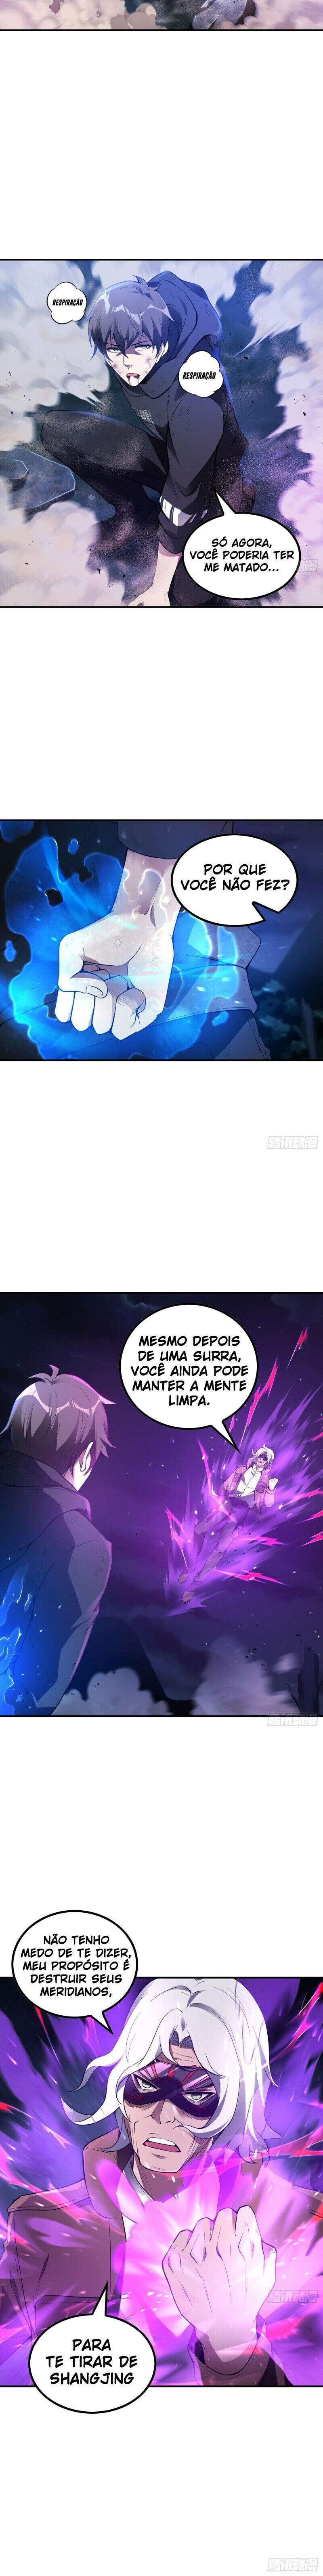 RESPIRAÇÃO
RESPIRAÇÃO
SÓ AGORA,
VOCÊ PODERIA TER
ME MATADO...
POR QUE
VOCÊ NÃO FEZ?
MESMO DEPOIS
DE UMA SURRA,
VOCÊ AINDA PODE
MANTER A MENTE
LIMPA.
NÃO TENHO
MEDO DE TE DIZER,
MEU PROPÓSITO É
DESTRUIR SEUS
MERIDIANOS,
PARA
TE TIRAR DE
SHANGJING